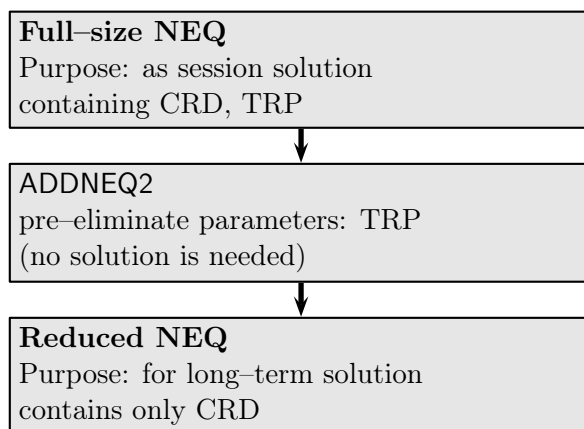 Full–size NEQ
Purpose: as session solution
containing CRD, TRP
ADDNEQ2
pre–eliminate parameters: TRP
(no solution is needed)
Reduced NEQ
Purpose: for long–term solution
contains only CRD